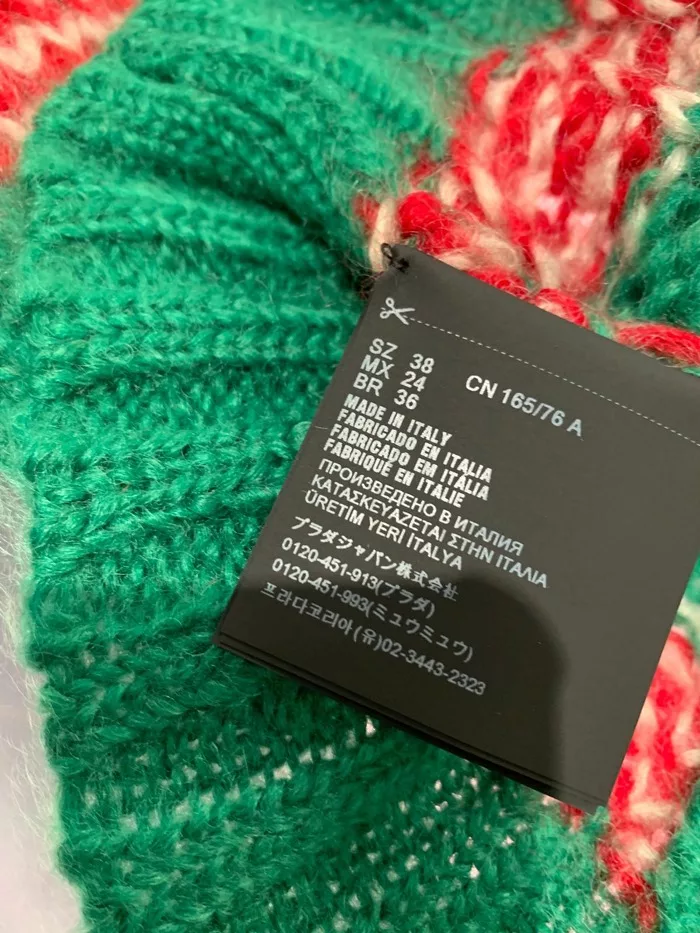 SZ 38
MX 24
BR 36
CN 165/76 A
MADE IN ITALY
FABRICADO EN ITALIA
FABRICADO EM ITÁLIA
FABRIQUÉ EN ITALIE
ПРОИЗВЕДЕНО В ИТАЛИЯ
ΚΑΤΑΣΚΕΥΑΖΕΤΑΙ ΣΤΗΝ ΙΤΑΛΙΑ
ÜRETİM YERİ İTALYA
プラダジャパン株式会社
0120-451-913(プラダ)
0120-451-993(ミュウミュウ)
프라다코리아(유)02-3443-2323